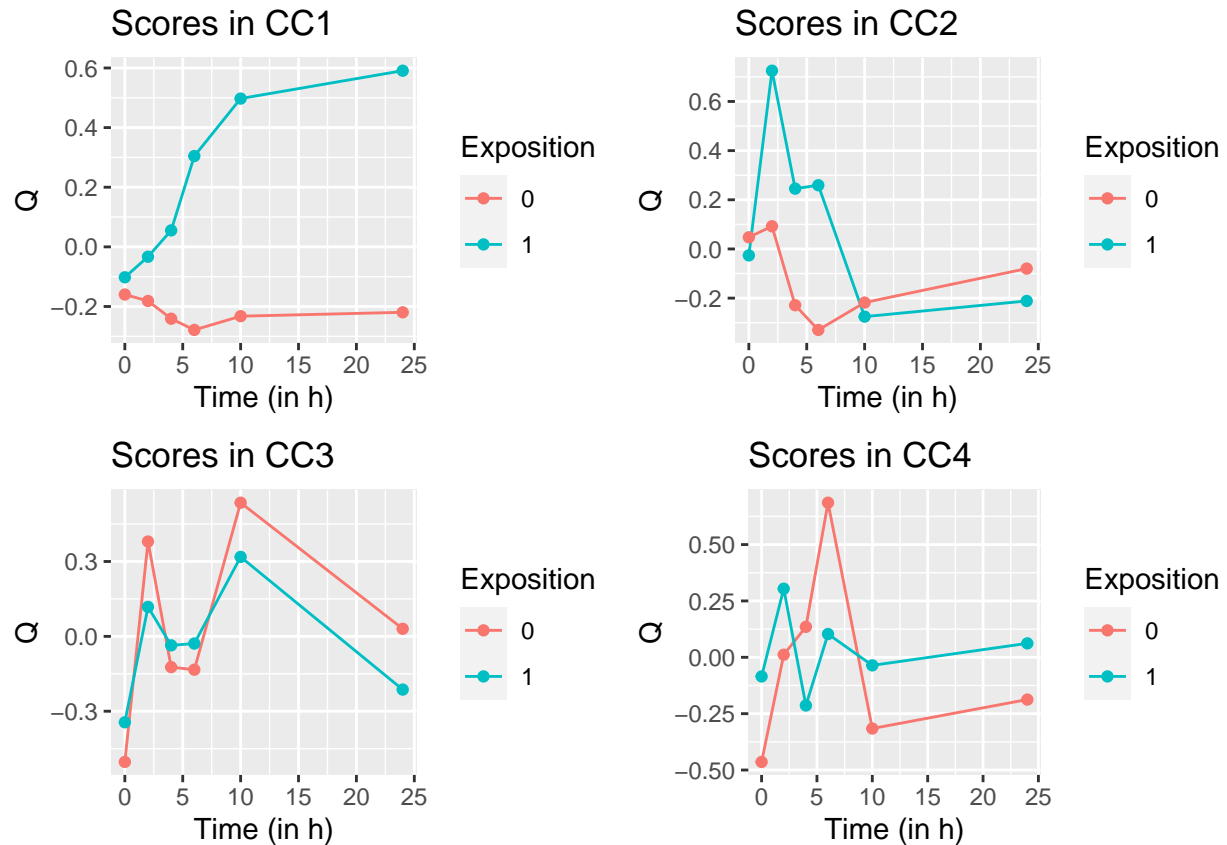 Scores in CC1
0.6
0.4
0.2
0.0
−0.2
Q
0 5 10 15 20 25
Time (in h)
Exposition
0
1
Scores in CC2
0.6
0.4
0.2
0.0
−0.2
Q
0 5 10 15 20 25
Time (in h)
Exposition
0
1
Scores in CC3
0.3
0.0
−0.3
Q
0 5 10 15 20 25
Time (in h)
Exposition
0
1
Scores in CC4
0.50
0.25
0.00
−0.25
−0.50
Q
0 5 10 15 20 25
Time (in h)
Exposition
0
1